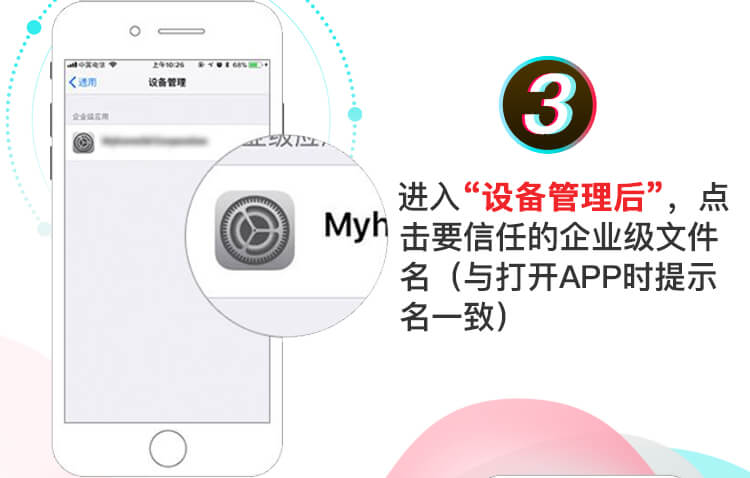 中国电信 上午10:26 68%
通用 设备管理
企业级应用
企业级应用
Myh
3
进入“设备管理后”，点
击要信任的企业级文件
名（与打开APP时提示
名一致）